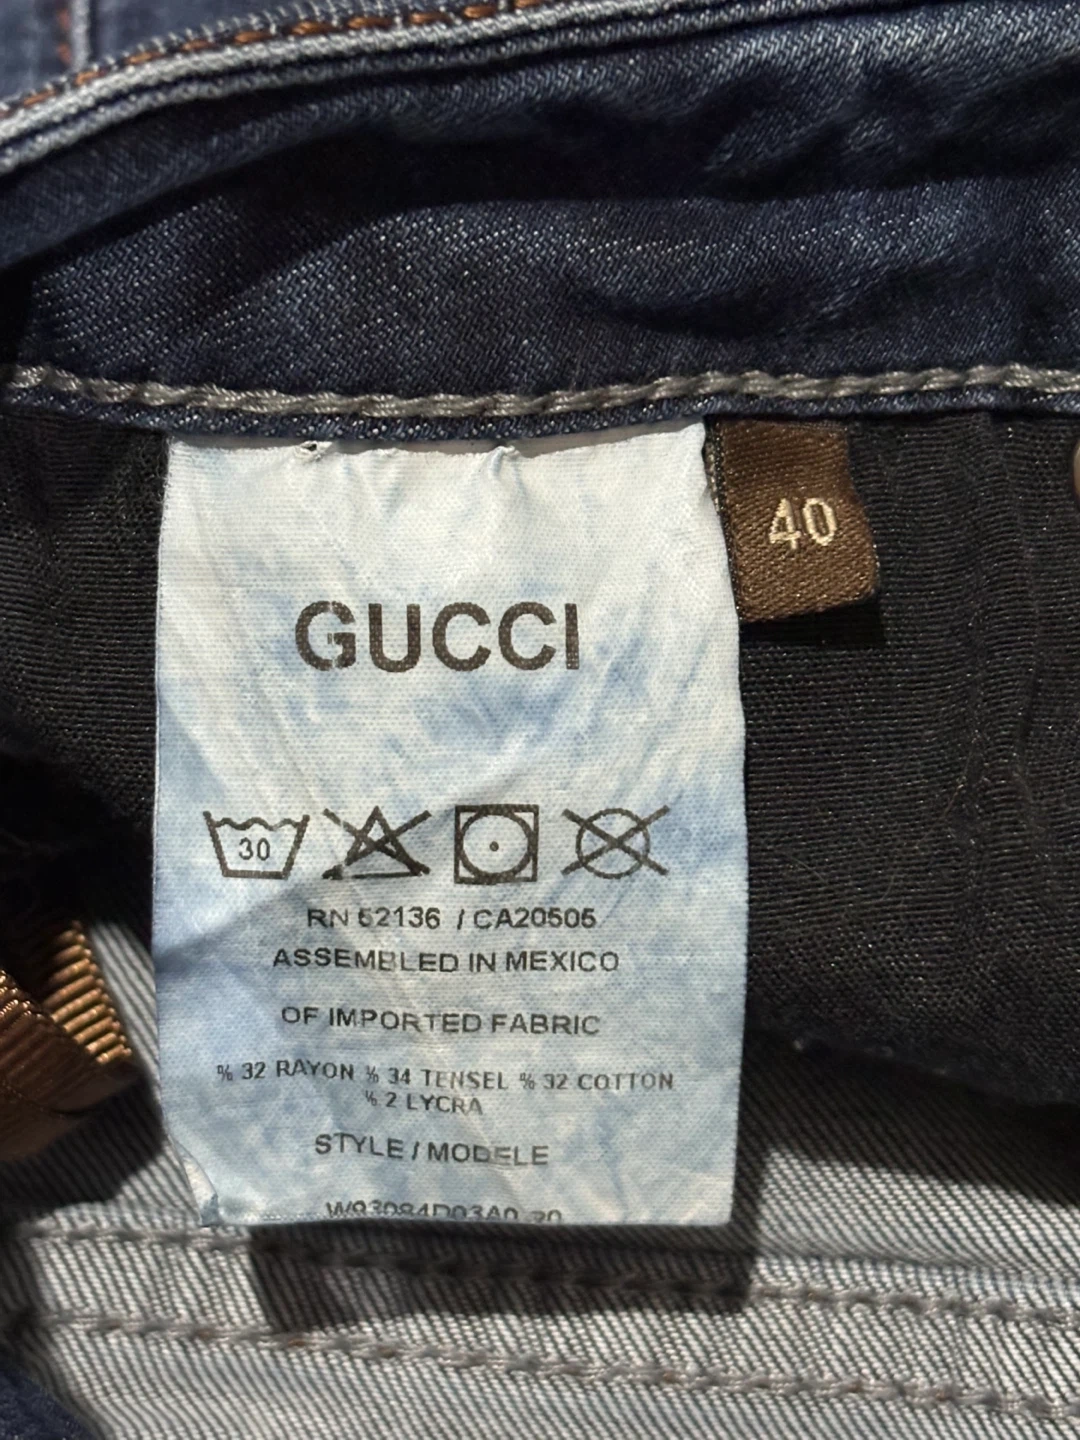 40
GUCCI
30
RN 52136 / CA20505
ASSEMBLED IN MEXICO
OF IMPORTED FABRIC
% 32 RAYON % 34 TENSEL % 32 COTTON
% 2 LYCRA
STYLE / MODELE